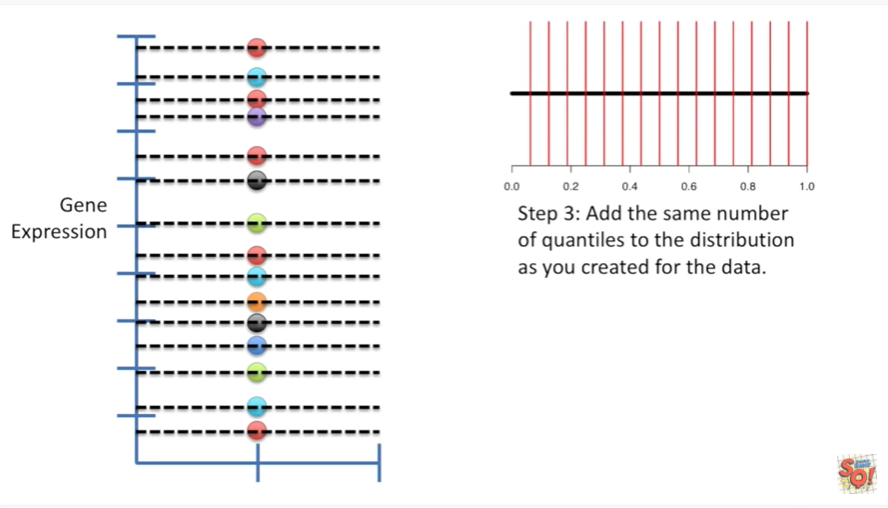 Gene
Expression
0.0 0.2 0.4 0.6 0.8 1.0
Step 3: Add the same number
of quantiles to the distribution
as you created for the data.